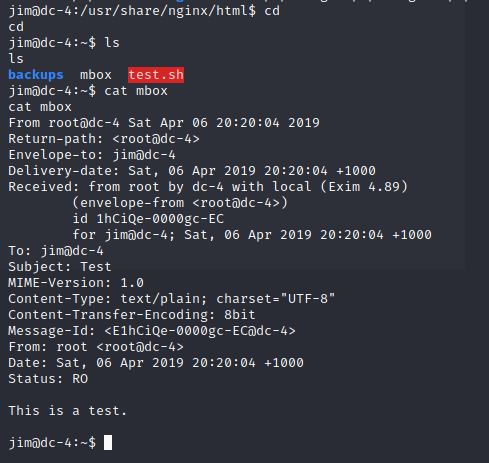 jim@dc-4:/usr/share/nginx/html$ cd
cd
jim@dc-4:~$ ls
ls
backups  mbox  test.sh
jim@dc-4:~$ cat mbox
cat mbox
From root@dc-4 Sat Apr 06 20:20:04 2019
Return-path: <root@dc-4>
Envelope-to: jim@dc-4
Delivery-date: Sat, 06 Apr 2019 20:20:04 +1000
Received: from root by dc-4 with local (Exim 4.89)
        (envelope-from <root@dc-4>)
        id 1hCiQe-0000gc-EC
        for jim@dc-4; Sat, 06 Apr 2019 20:20:04 +1000
To: jim@dc-4
Subject: Test
MIME-Version: 1.0
Content-Type: text/plain; charset="UTF-8"
Content-Transfer-Encoding: 8bit
Message-Id: <E1hCiQe-0000gc-EC@dc-4>
From: root <root@dc-4>
Date: Sat, 06 Apr 2019 20:20:04 +1000
Status: RO

This is a test.

jim@dc-4:~$